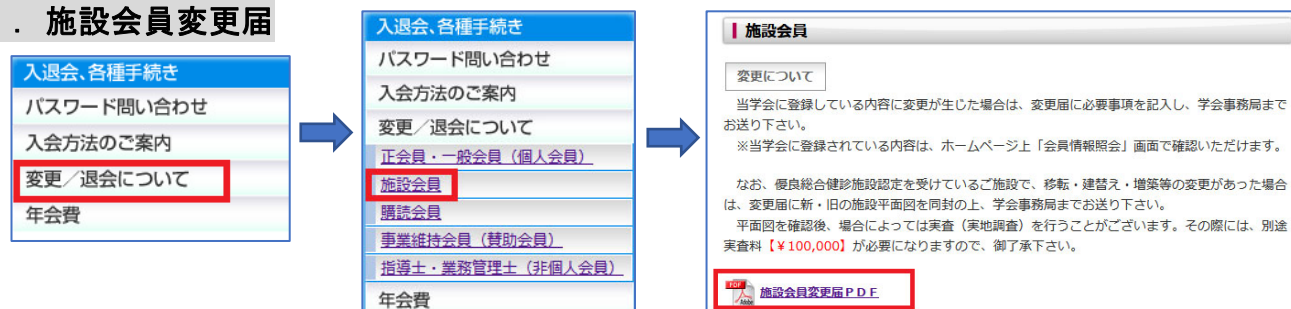 . 施設会員変更届
入退会、各種手続き
パスワード問い合わせ
入会方法のご案内
変更／退会について
年会費
入退会、各種手続き
パスワード問い合わせ
入会方法のご案内
変更／退会について
正会員・一般会員（個人会員）
施設会員
購読会員
事業維持会員（賛助会員）
指導士・業務管理士（非個人会員）
年会費
施設会員
変更について
当学会に登録している内容に変更が生じた場合は、変更届に必要事項を記入し、学会事務局まで
お送り下さい。
※当学会に登録されている内容は、ホームページ上「会員情報照会」画面で確認いただけます。
なお、優良総合健診施設認定を受けているご施設で、移転・建替え・増築等の変更があった場合
は、変更届に新・旧の施設平面図を同封の上、学会事務局までお送り下さい。
平面図を確認後、場合によっては実査（実地調査）を行うことがございます。その際には、別途
実査料【￥100,000】が必要になりますので、御了承下さい。
PDF
Adobe
施設会員変更届ＰＤＦ